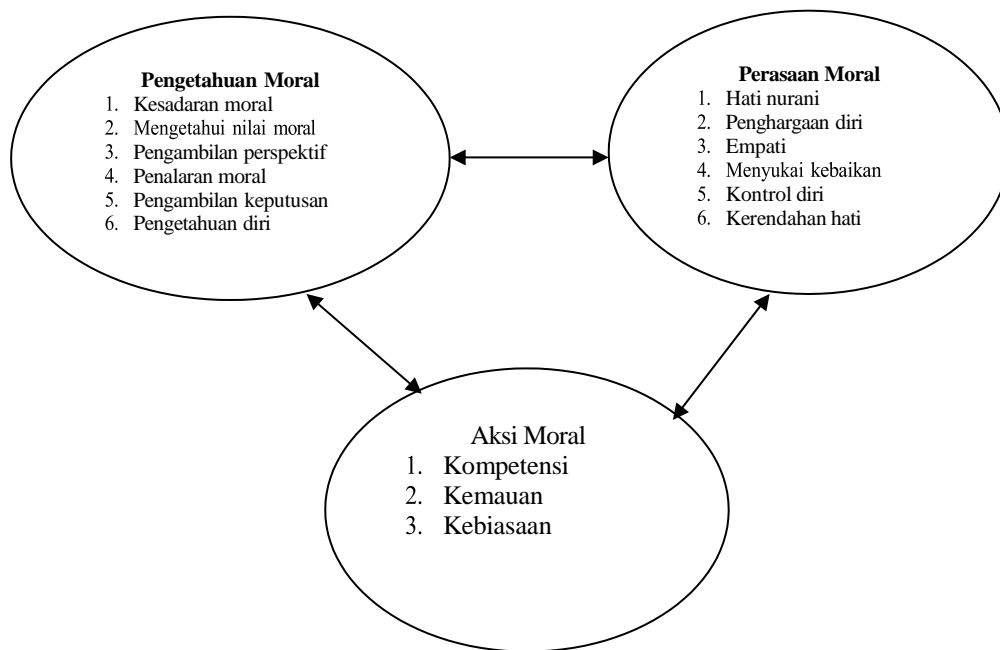 Pengetahuan Moral
1. Kesadaran moral
2. Mengetahui nilai moral
3. Pengambilan perspektif
4. Penalaran moral
5. Pengambilan keputusan
6. Pengetahuan diri
Perasaan Moral
1. Hati nurani
2. Penghargaan diri
3. Empati
4. Menyukai kebaikan
5. Kontrol diri
6. Kerendahan hati
Aksi Moral
1. Kompetensi
2. Kemauan
3. Kebiasaan